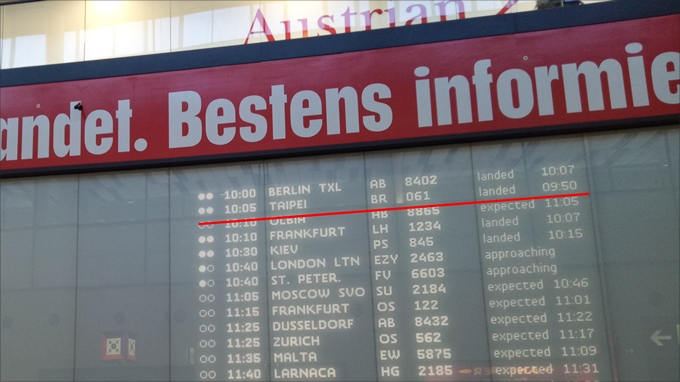 Austrian
andet. Bestens informie
10:00 BERLIN TXL AB 8402 landed 10:07
10:05 TAIPEI BR 061 landed 09:50
10:10 OLBIA HB 8865 expected 11:05
10:10 FRANKFURT LH 1234 landed 10:07
10:30 KIEV PS 845 landed 10:15
10:40 LONDON LTN EZY 2463 approaching
10:40 ST. PETER. FV 6603 approaching
11:05 MOSCOW SVO SU 2184 expected 10:46
11:15 FRANKFURT OS 122 expected 11:01
11:25 DUSSELDORF AB 8432 expected 11:22
11:25 ZURICH OS 562 expected 11:17
11:35 MALTA EW 5875 expected 11:09
11:40 LARNACA HG 2185 expected 11:31